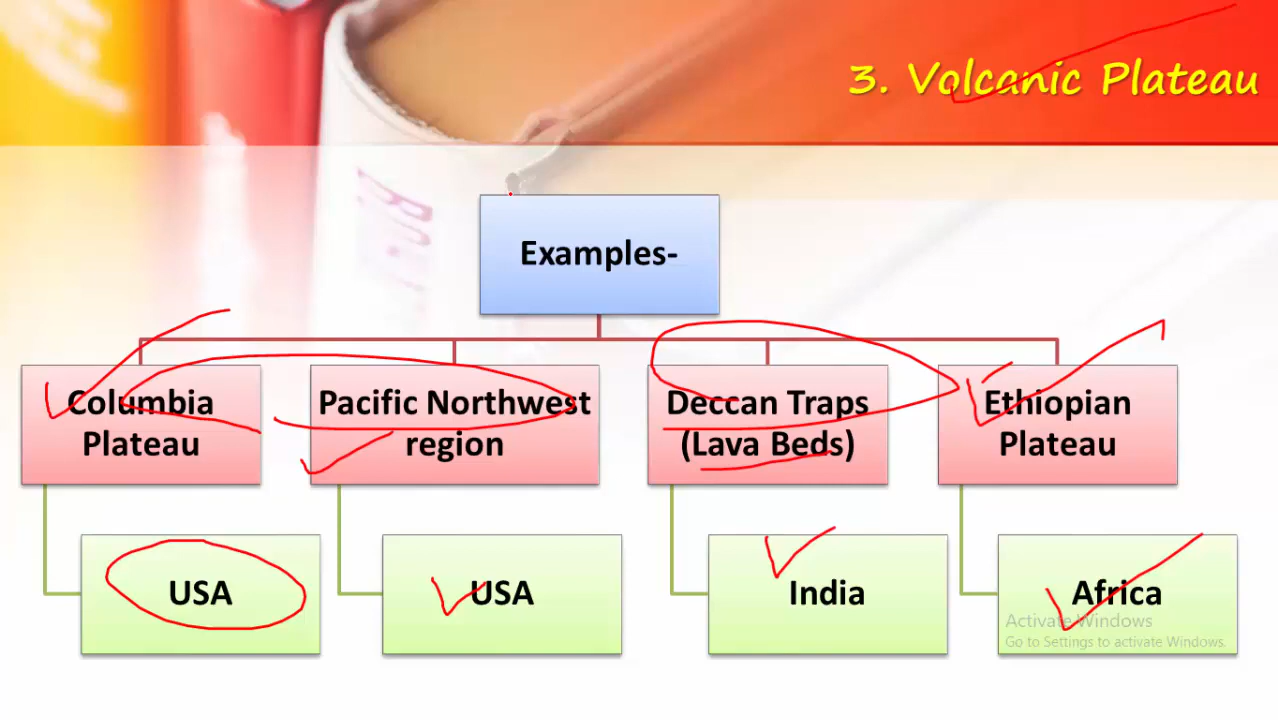 3. Volcanic Plateau
Examples-
Columbia
Plateau
Pacific Northwest
region
Deccan Traps
(Lava Beds)
Ethiopian
Plateau
USA
USA
India
Africa
Activate Windows
Go to Settings to activate Windows.